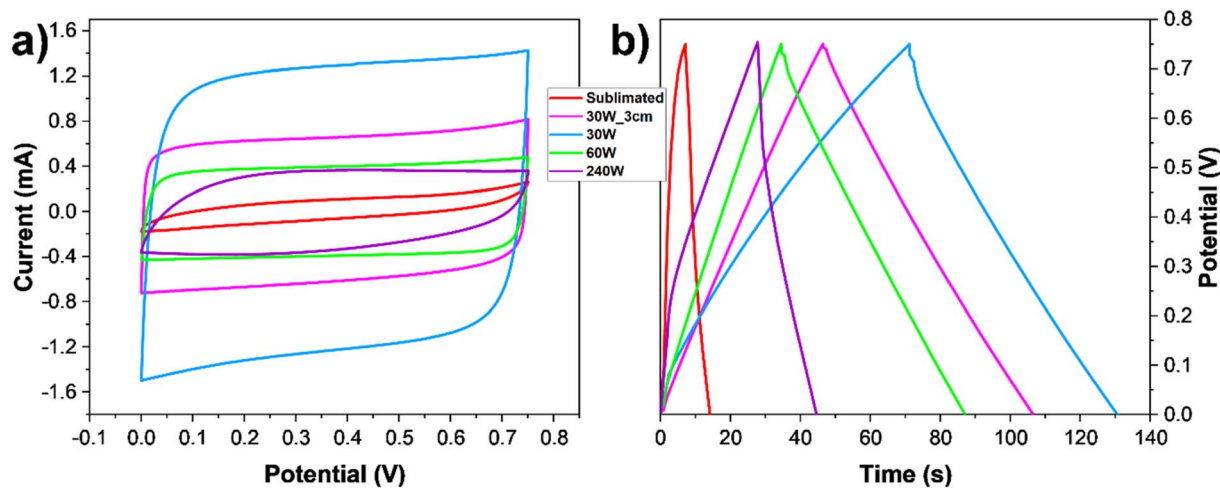 a)
1.6
1.2
0.8
0.4
0.0
-0.4
-0.8
-1.2
-1.6
Current (mA)
-0.1 0.0 0.1 0.2 0.3 0.4 0.5 0.6 0.7 0.8
Potential (V)
Sublimated
30W_3cm
30W
60W
240W
b)
0.8
0.7
0.6
0.5
0.4
0.3
0.2
0.1
0.0
Potential (V)
0 20 40 60 80 100 120 140
Time (s)